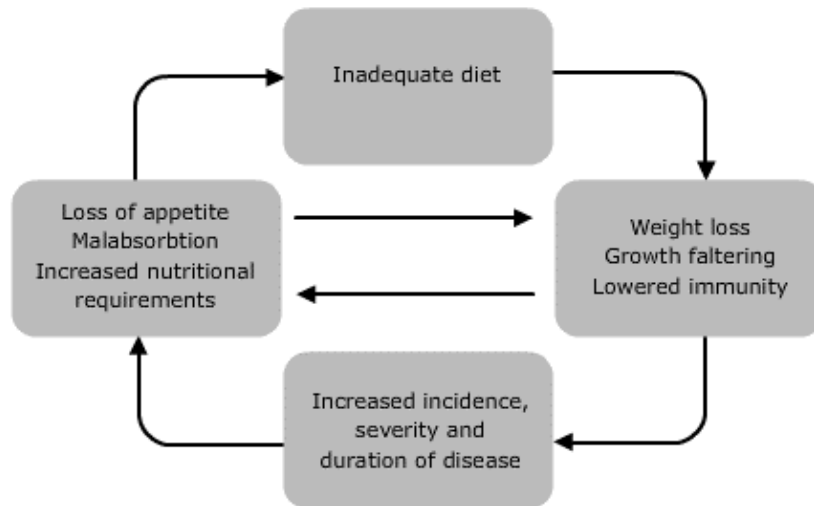 Inadequate diet
Loss of appetite
Malabsorbtion
Increased nutritional
requirements
Weight loss
Growth faltering
Lowered immunity
Increased incidence,
severity and
duration of disease